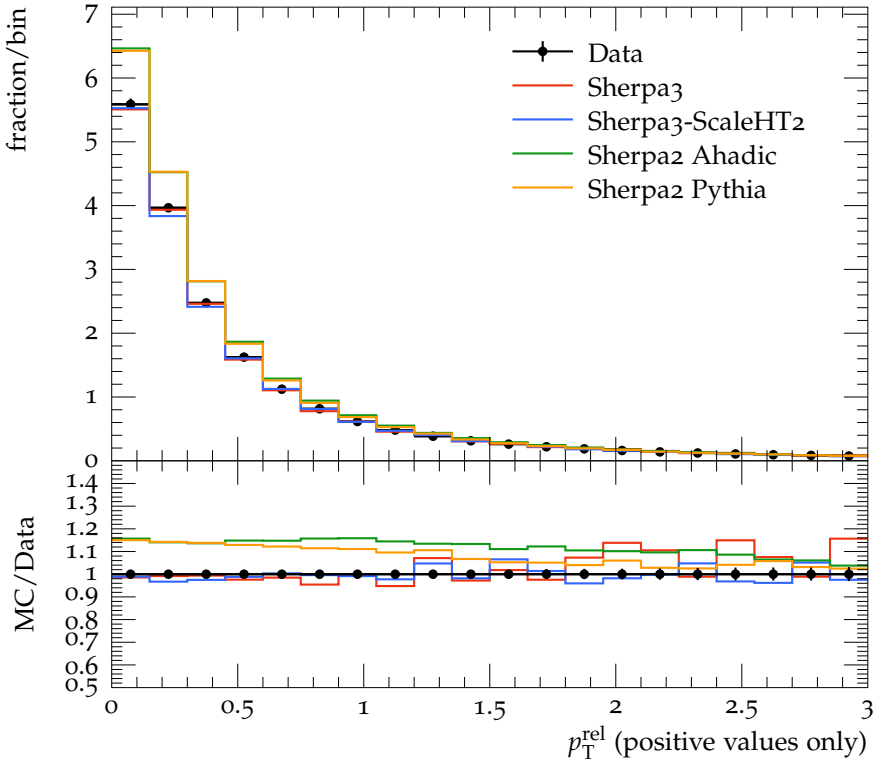 fraction/bin
7
6
5
4
3
2
1
0
Data
Sherpa3
Sherpa3-ScaleHT2
Sherpa2 Ahadic
Sherpa2 Pythia
MC/Data
1.4
1.3
1.2
1.1
1
0.9
0.8
0.7
0.6
0.5
0 0.5 1 1.5 2 2.5 3
p_T^rel (positive values only)